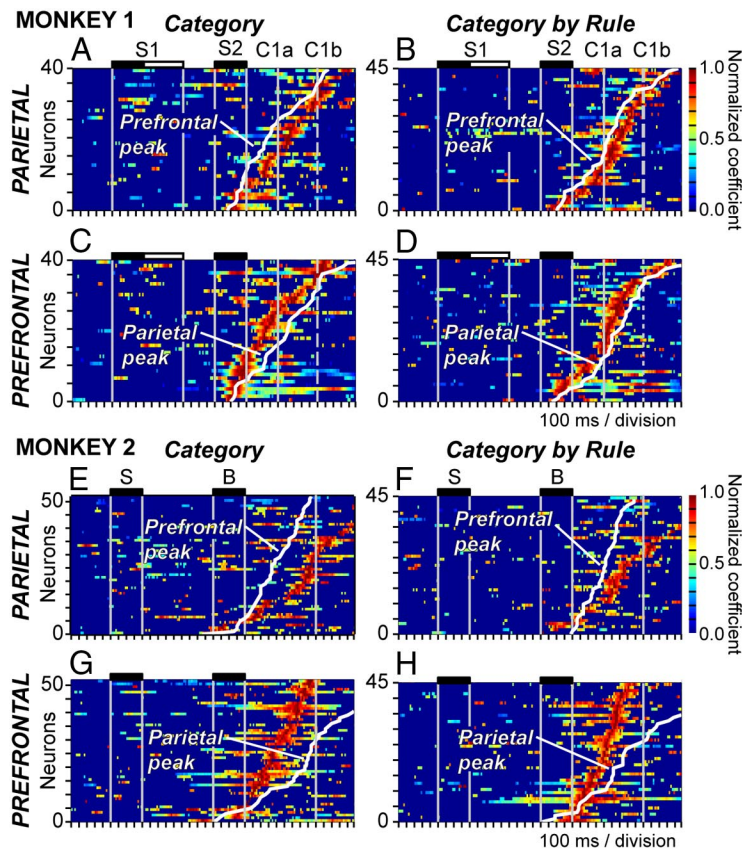 MONKEY 1 Category Category by Rule
A S1 S2 C1a C1b B S1 S2 C1a C1b
40 45 1.0
PARIETAL Neurons Prefrontal peak Prefrontal peak 0.5 Normalized coefficient
0 0 0.0
C D
40 45
PREFRONTAL Neurons Parietal peak Parietal peak
0 0
100 ms / division
MONKEY 2 Category Category by Rule
E S B F S B
50 45 1.0
PARIETAL Neurons Prefrontal peak Prefrontal peak 0.5 Normalized coefficient
0 0 0.0
G H
50 45
PREFRONTAL Neurons Parietal peak Parietal peak
0 0
100 ms / division